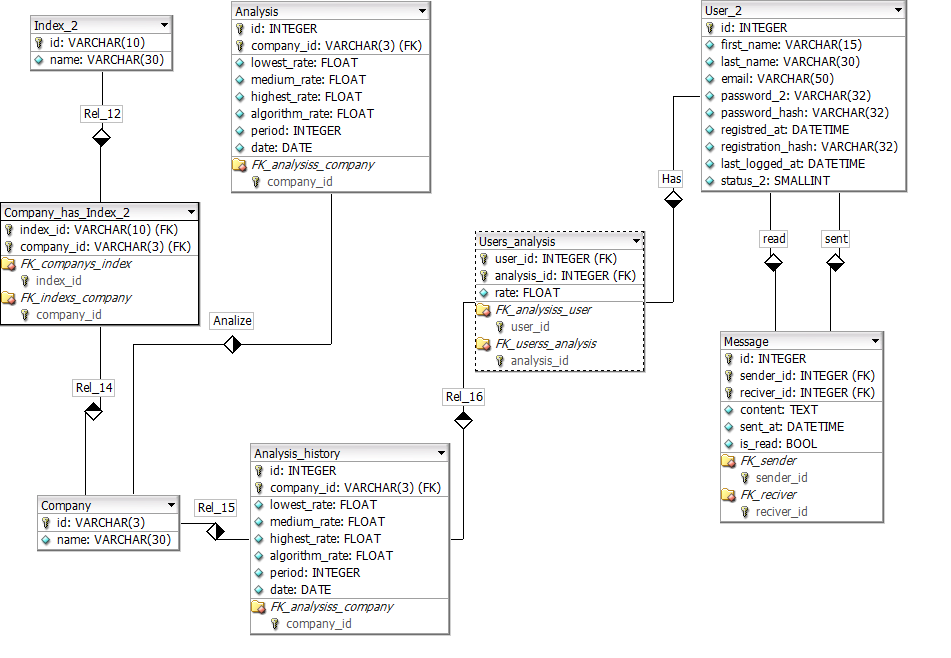 Index_2
id: VARCHAR(10)
name: VARCHAR(30)
Rel_12
Analysis
id: INTEGER
company_id: VARCHAR(3) (FK)
lowest_rate: FLOAT
medium_rate: FLOAT
highest_rate: FLOAT
algorithm_rate: FLOAT
period: INTEGER
date: DATE
FK_analysiss_company
company_id
User_2
id: INTEGER
first_name: VARCHAR(15)
last_name: VARCHAR(30)
email: VARCHAR(50)
password_2: VARCHAR(32)
password_hash: VARCHAR(32)
registred_at: DATETIME
registration_hash: VARCHAR(32)
last_logged_at: DATETIME
status_2: SMALLINT
Has
read
sent
Company_has_Index_2
index_id: VARCHAR(10) (FK)
company_id: VARCHAR(3) (FK)
FK_companys_index
index_id
FK_indexs_company
company_id
Analize
Users_analysis
user_id: INTEGER (FK)
analysis_id: INTEGER (FK)
rate: FLOAT
FK_analysiss_user
user_id
FK_userss_analysis
analysis_id
Message
id: INTEGER
sender_id: INTEGER (FK)
reciver_id: INTEGER (FK)
content: TEXT
sent_at: DATETIME
is_read: BOOL
FK_sender
sender_id
FK_reciver
reciver_id
Rel_14
Rel_16
Company
id: VARCHAR(3)
name: VARCHAR(30)
Rel_15
Analysis_history
id: INTEGER
company_id: VARCHAR(3) (FK)
lowest_rate: FLOAT
medium_rate: FLOAT
highest_rate: FLOAT
algorithm_rate: FLOAT
period: INTEGER
date: DATE
FK_analysiss_company
company_id